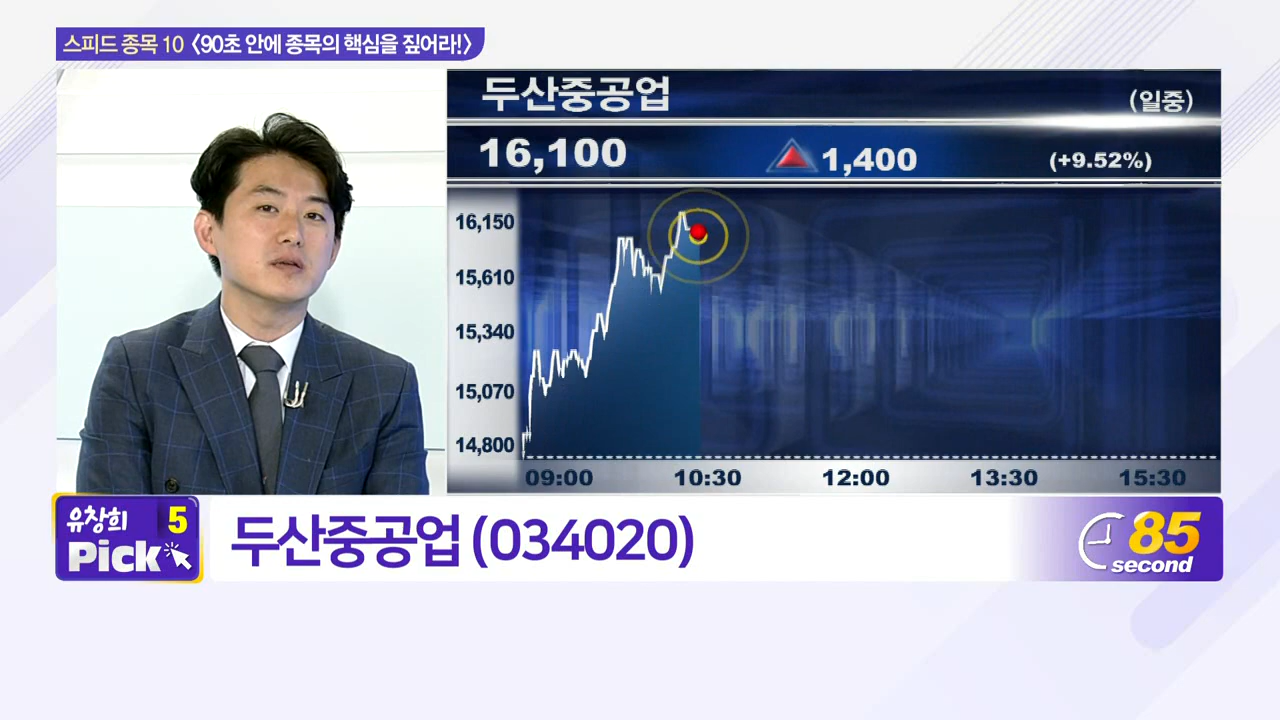 스피드 종목 10 <90초 안에 종목의 핵심을 짚어라!>
두산중공업
(일중)
16,100 1,400 (+9.52%)
16,150
15,610
15,340
15,070
14,800
09:00 10:30 12:00 13:30 15:30
유창희 5
Pick
두산중공업 (034020)
85
second